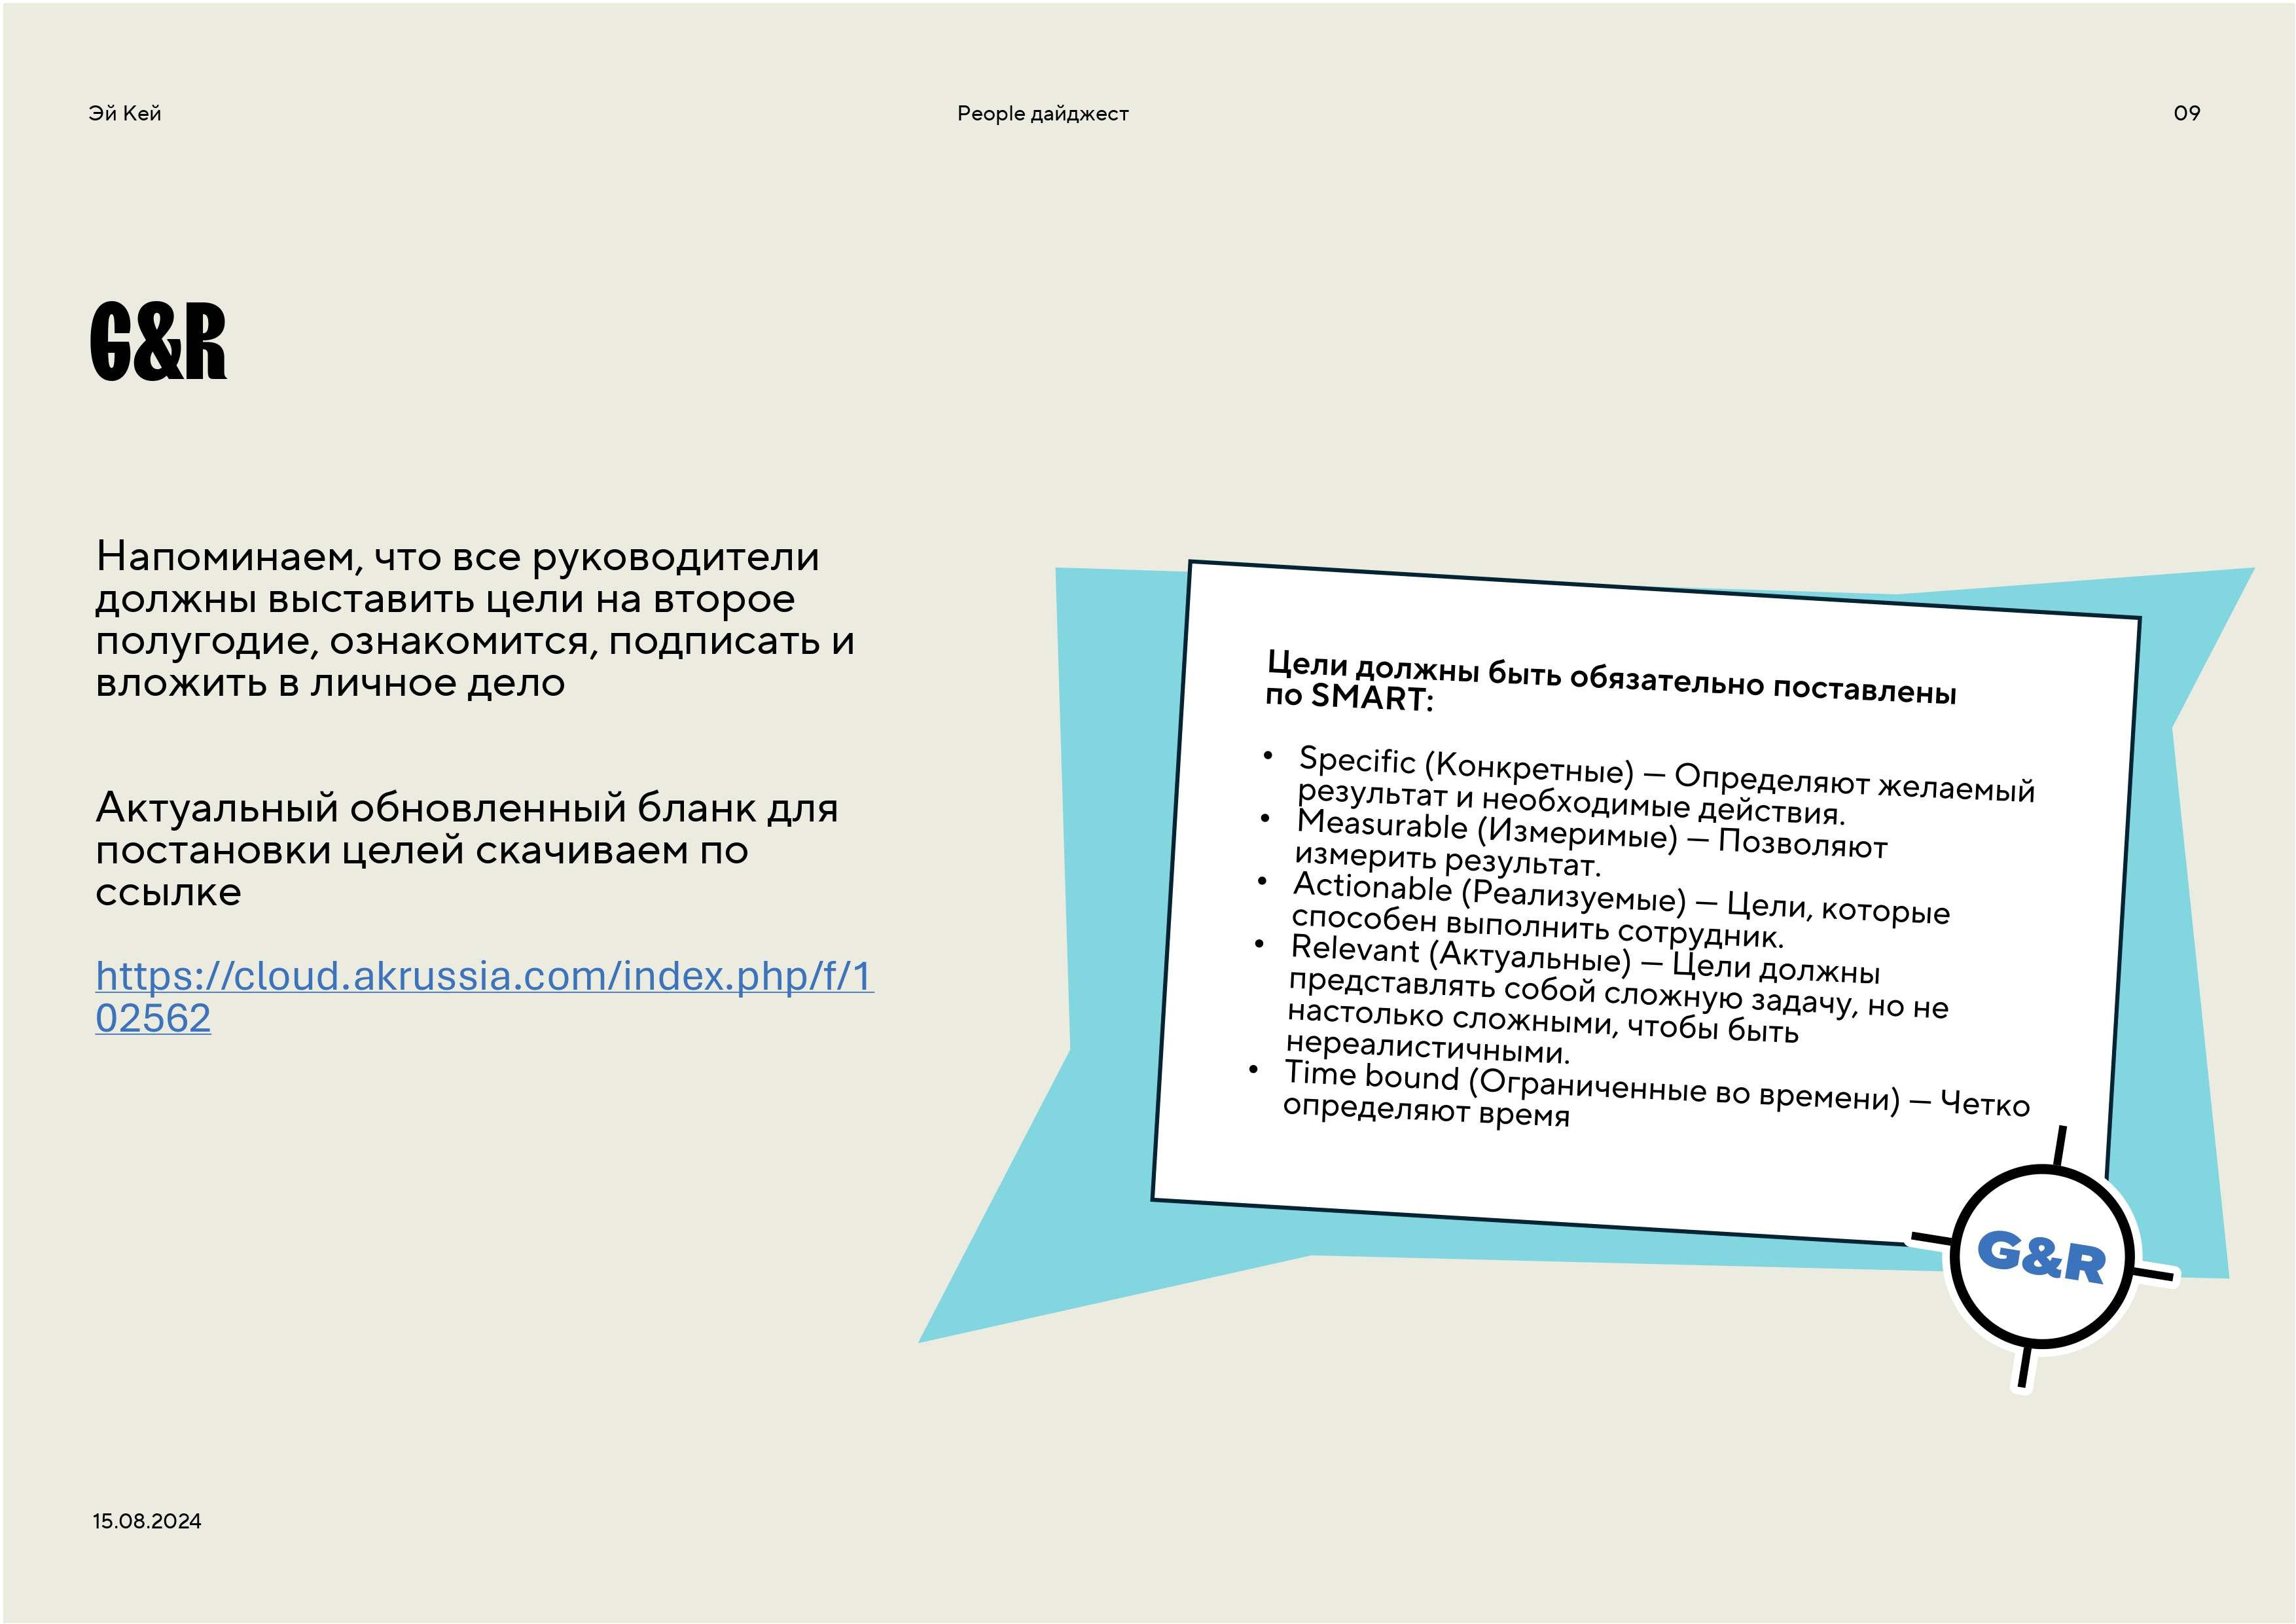 Эй Кей
People дайджест
09
G&R
Напоминаем, что все руководители
должны выставить цели на второе
полугодие, ознакомится, подписать и
вложить в личное дело
Актуальный обновленный бланк для
постановки целей скачиваем по
ссылке
https://cloud.akrussia.com/index.php/f/1
02562
Цели должны быть обязательно поставлены
по SMART:
• Specific (Конкретные) — Определяют желаемый
результат и необходимые действия.
• Measurable (Измеримые) — Позволяют
измерить результат.
• Actionable (Реализуемые) — Цели, которые
способен выполнить сотрудник.
• Relevant (Актуальные) — Цели должны
представлять собой сложную задачу, но не
настолько сложными, чтобы быть
нереалистичными.
• Time bound (Ограниченные во времени) — Четко
определяют время
G&R
15.08.2024